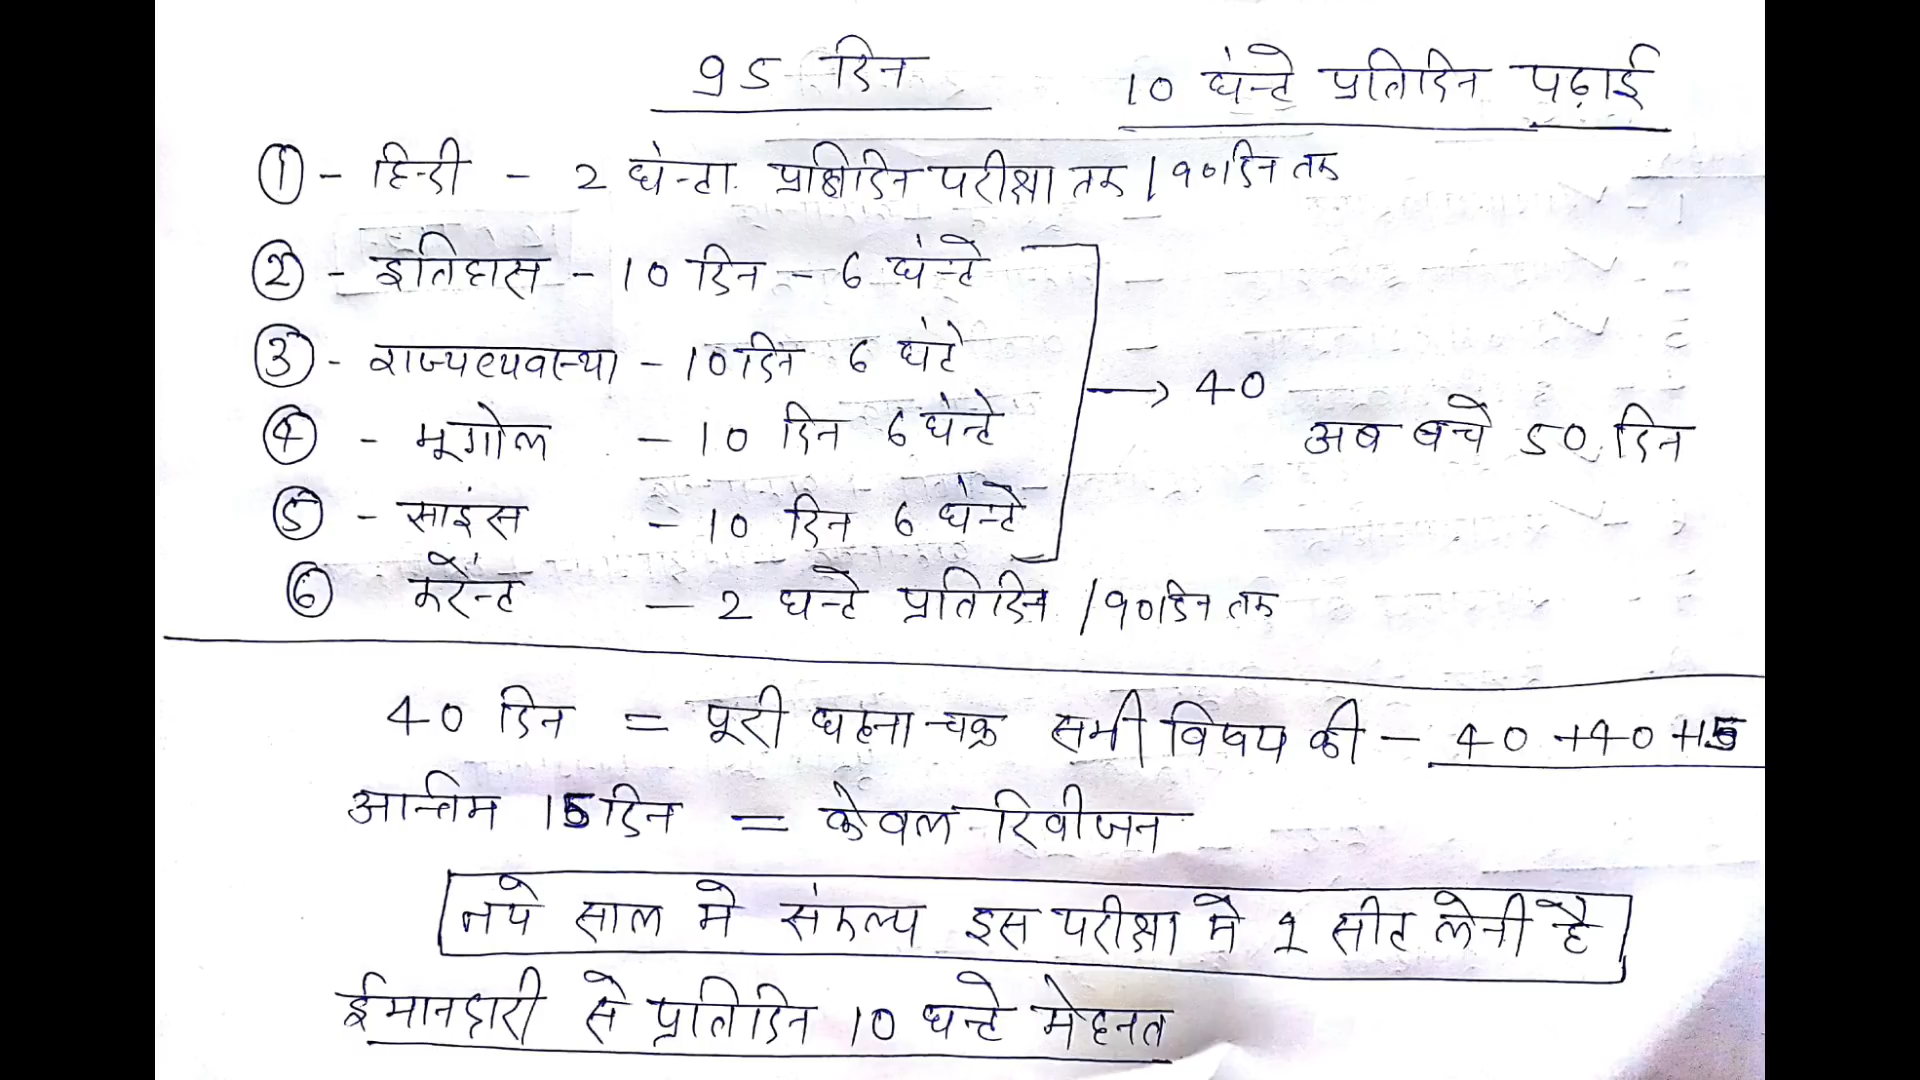 95 दिन
10 घंन्टे प्रतिदिन पढ़ाई
① - हिन्दी - 2 घंन्टा. प्रतिदिन परीक्षा तक / 90 दिन तक
② - इतिहास - 10 दिन - 6 घंन्टे
③ - राज्यव्यवस्था - 10 दिन 6 घंटे
④ - भूगोल - 10 दिन 6 घंन्टे
⑤ - साइंस - 10 दिन 6 घंन्टे
→ 40
अब बचे 50 दिन
⑥ करेंन्ट - 2 घन्टे प्रतिदिन / 90 दिन तक
40 दिन = पूरी घटना चक्र सभी विषय की - 40 + 40 + 15
अन्तिम 15 दिन = केवल रिवीजन
नये साल मे संकल्प इस परीक्षा मे 1 सीट लेनी है
ईमानदारी से प्रतिदिन 10 घन्टे मेहनत